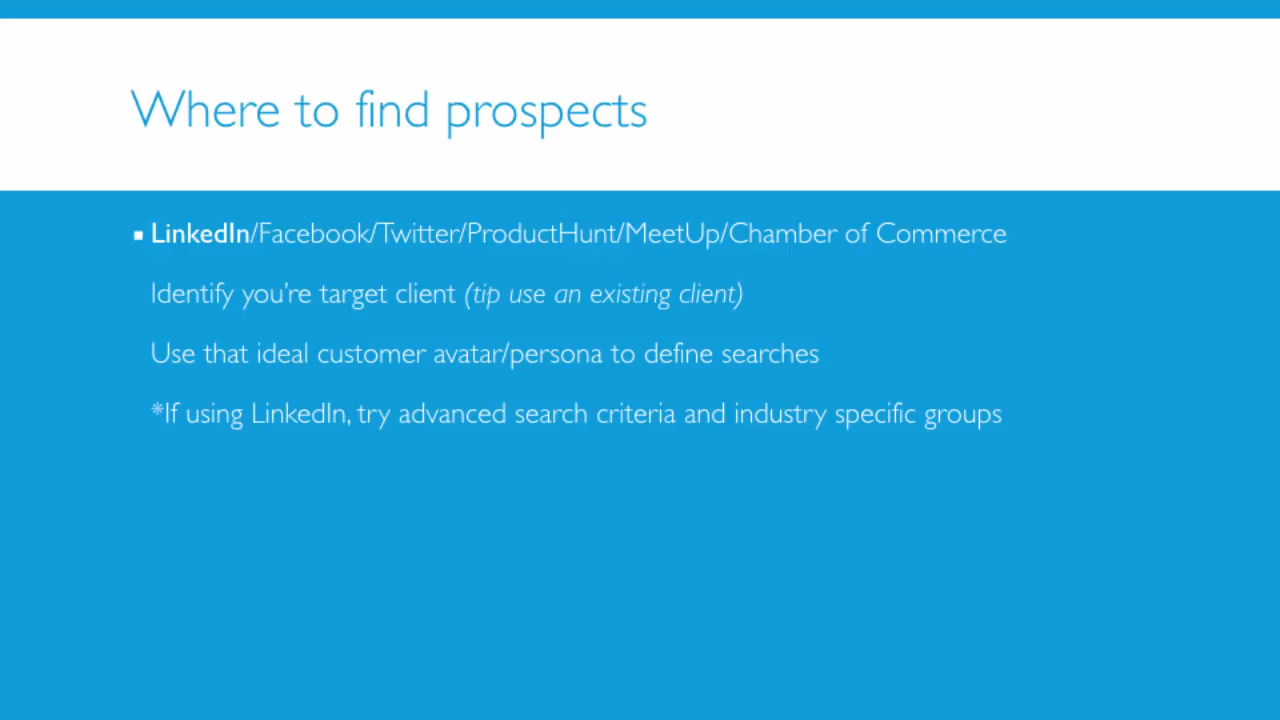 Where to find prospects
▪ LinkedIn/Facebook/Twitter/ProductHunt/MeetUp/Chamber of Commerce
Identify you're target client (tip use an existing client)
Use that ideal customer avatar/persona to define searches
*If using LinkedIn, try advanced search criteria and industry specific groups